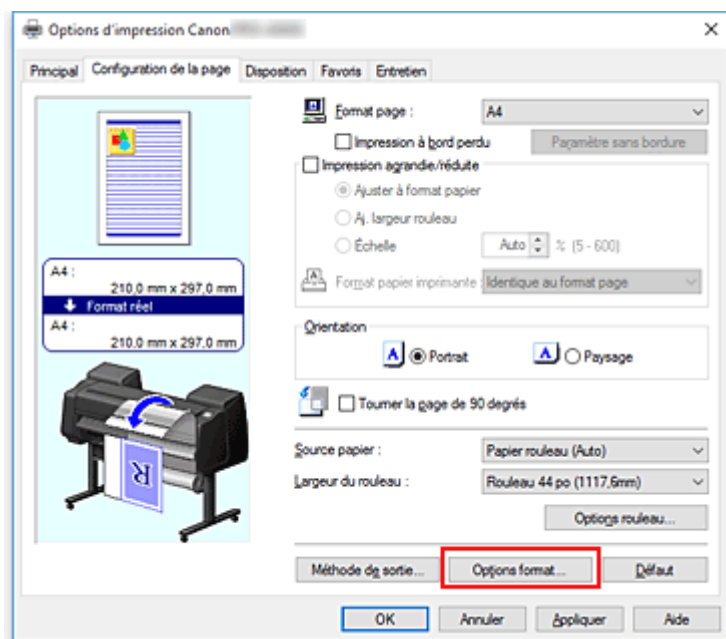 Options d'impression Canon
Principal Configuration de la page Disposition Favoris Entretien
Format page : A4
Impression à bord perdu Paramètre sans bordure
Impression agrandie/réduite
Ajuster à format papier
Aj. largeur rouleau
Échelle Auto % (5 - 600)
Format papier imprimante : Identique au format page
A4 :
210,0 mm x 297,0 mm
Format réel
A4 :
210,0 mm x 297,0 mm
Orientation
A Portrait A Paysage
Tourner la page de 90 degrés
R
Source papier : Papier rouleau (Auto)
Largeur du rouleau : Rouleau 44 po (1117,6mm)
Options rouleau...
Méthode de sortie... Options format... Défaut
OK Annuler Appliquer Aide